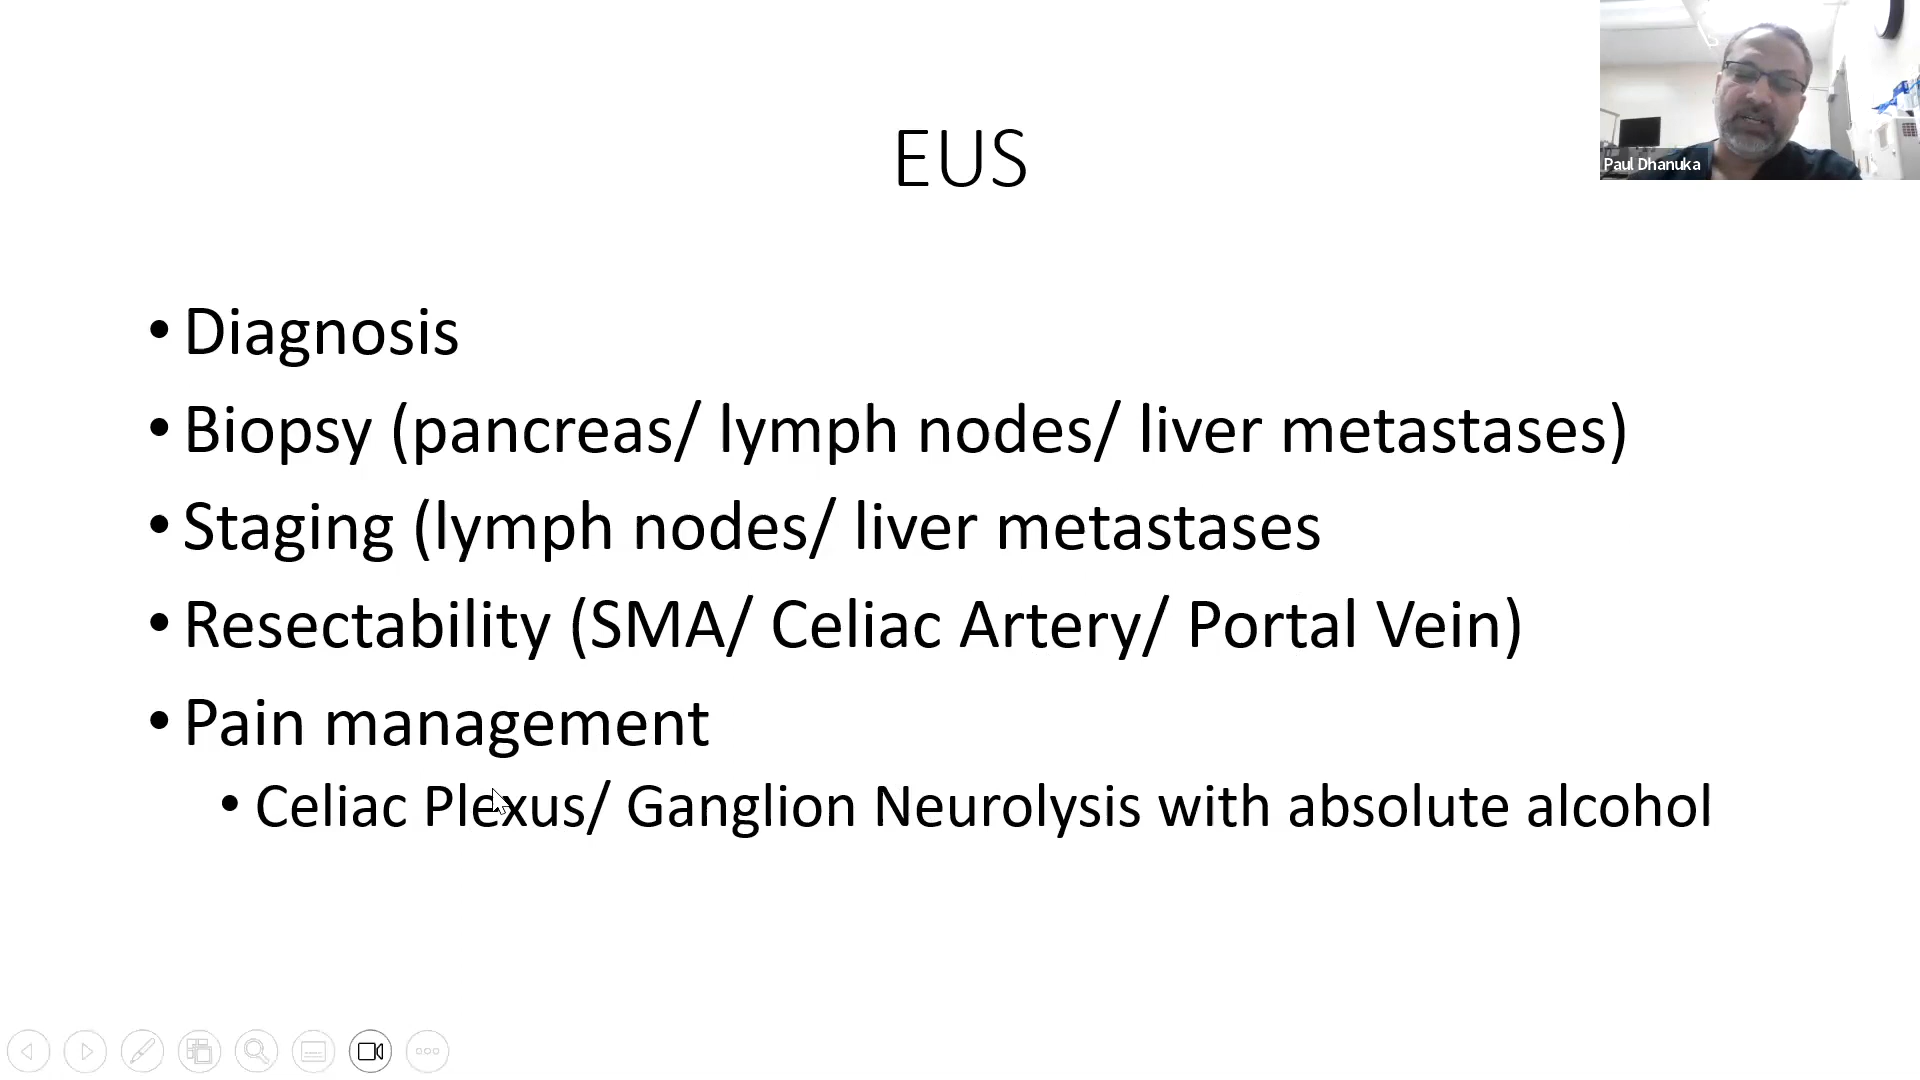 EUS
Paul Dhanuka
• Diagnosis
• Biopsy (pancreas/ lymph nodes/ liver metastases)
• Staging (lymph nodes/ liver metastases
• Resectability (SMA/ Celiac Artery/ Portal Vein)
• Pain management
• Celiac Plexus/ Ganglion Neurolysis with absolute alcohol